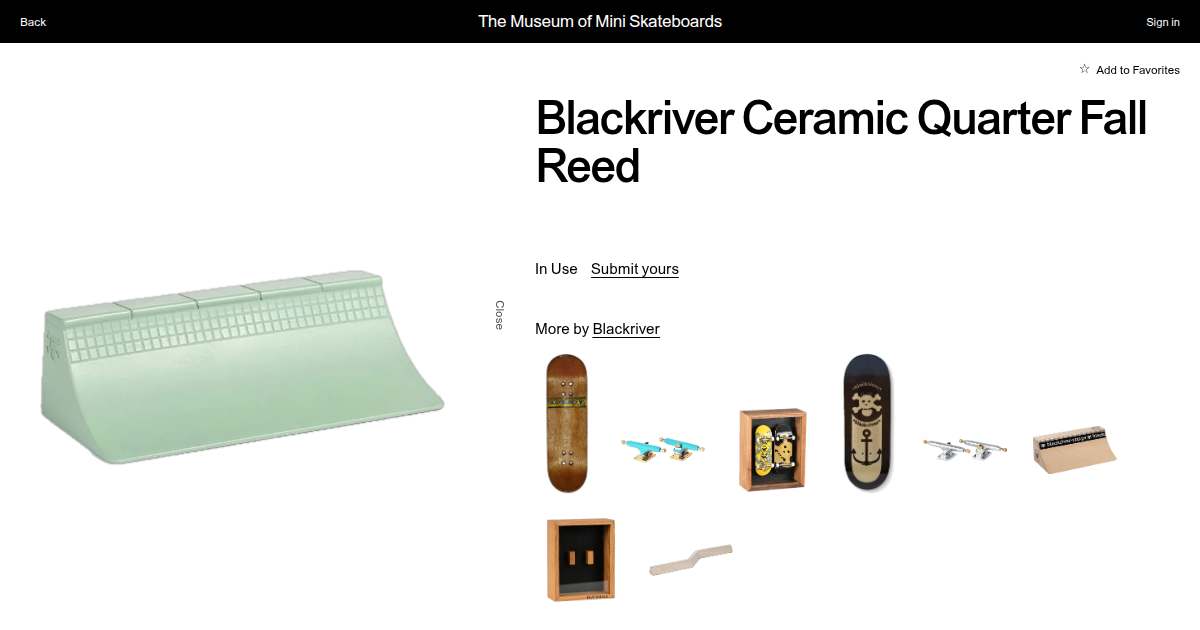 Back
The Museum of Mini Skateboards
Sign in
☆ Add to Favorites
Blackriver Ceramic Quarter Fall
Reed
In Use Submit yours
Close
More by Blackriver